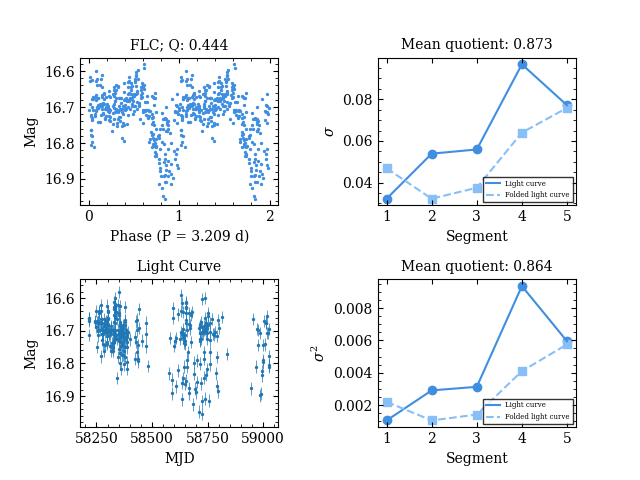 FLC; Q: 0.444
Mag
16.6
16.7
16.8
16.9
0 1 2
Phase (P = 3.209 d)
Mean quotient: 0.873
σ
0.08
0.06
0.04
Light curve
Folded light curve
1 2 3 4 5
Segment
Light Curve
Mag
16.6
16.7
16.8
16.9
58250 58500 58750 59000
MJD
Mean quotient: 0.864
σ²
0.008
0.006
0.004
0.002
Light curve
Folded light curve
1 2 3 4 5
Segment